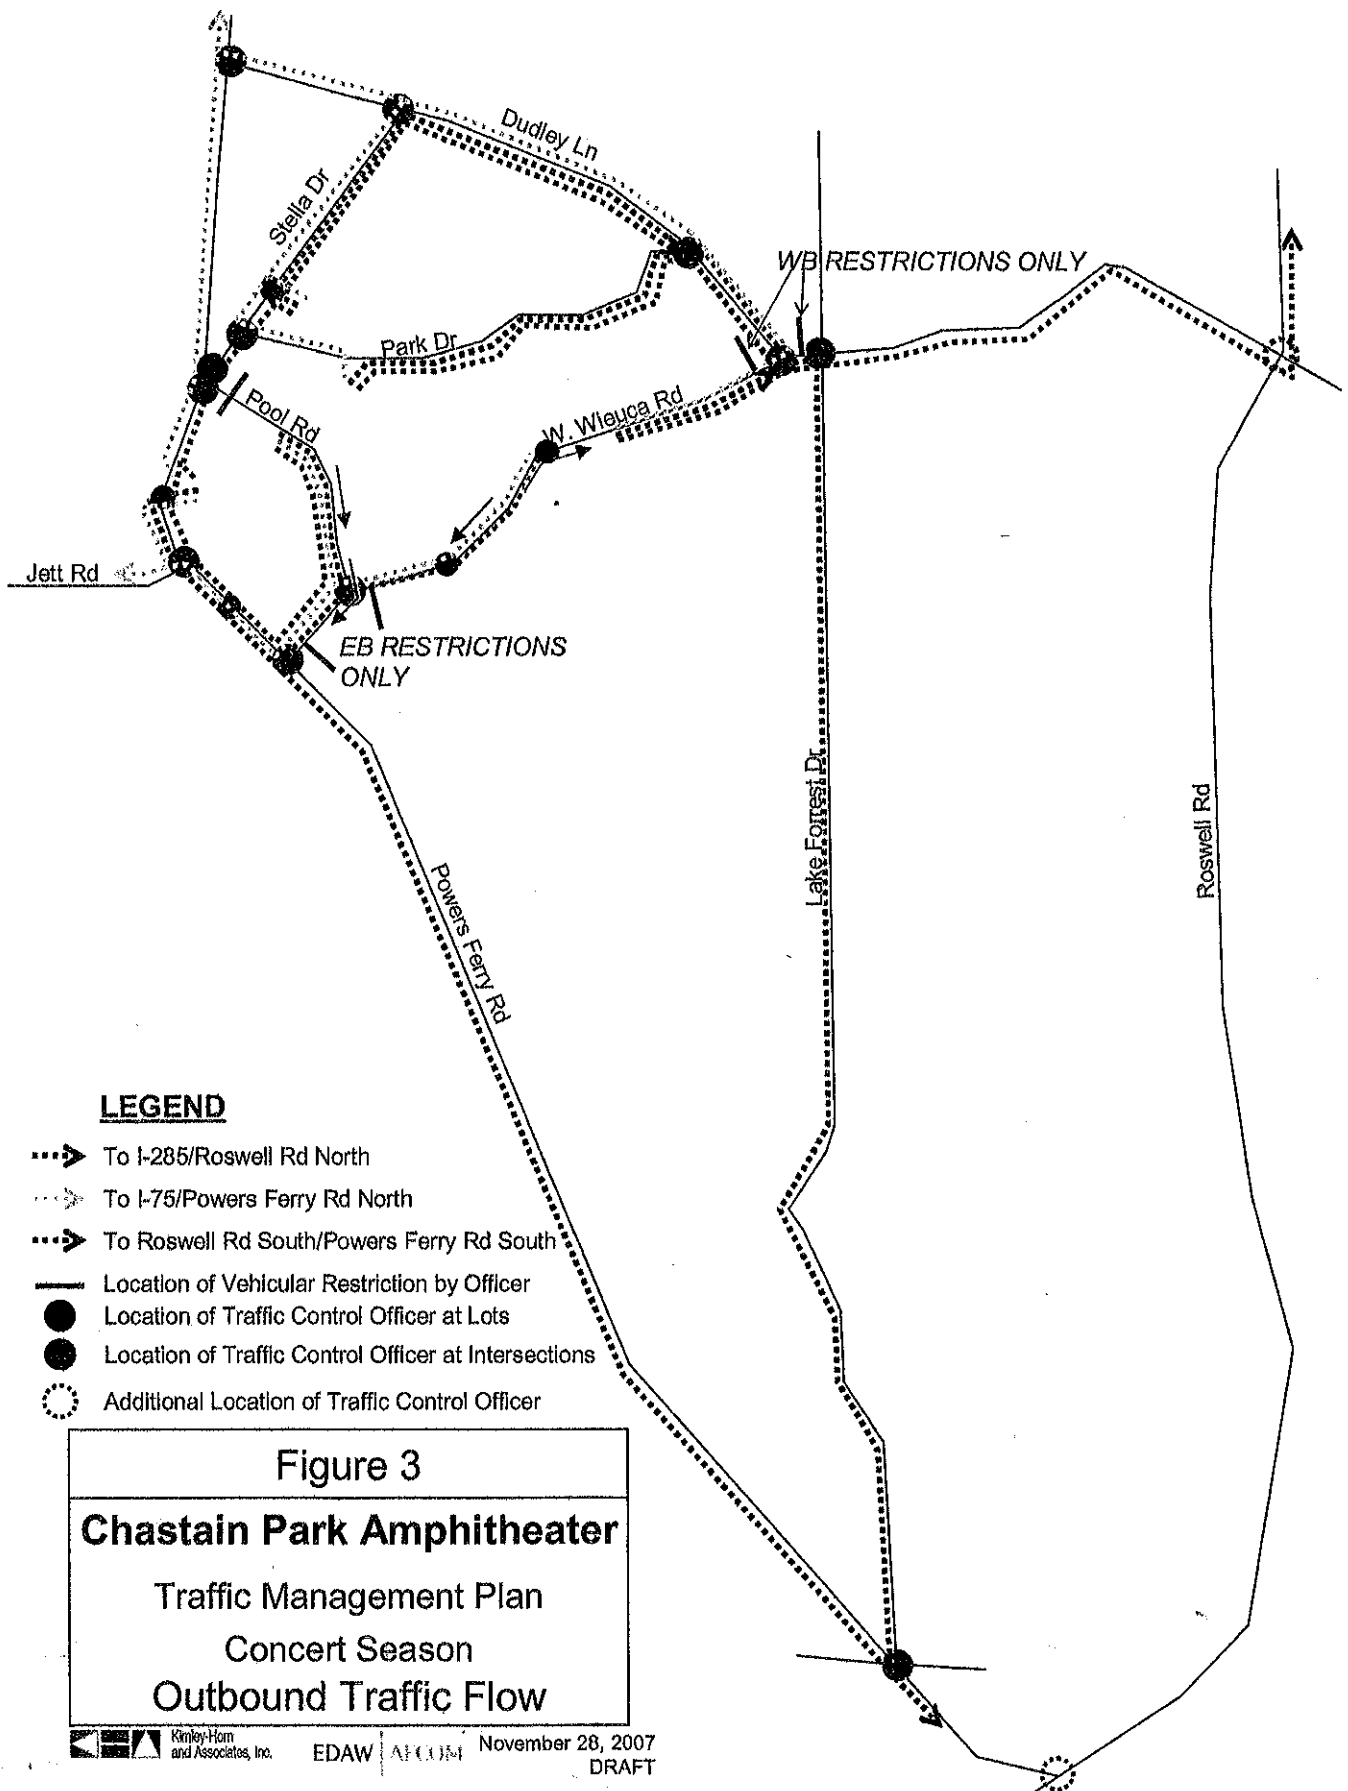 Dudley Ln
Stella Dr
WB RESTRICTIONS ONLY
Park Dr
Pool Rd
W. Wieuca Rd
Jett Rd
EB RESTRICTIONS
ONLY
Lake Forrest Dr
Roswell Rd
Powers Ferry Rd
LEGEND
To I-285/Roswell Rd North
To I-75/Powers Ferry Rd North
To Roswell Rd South/Powers Ferry Rd South
Location of Vehicular Restriction by Officer
Location of Traffic Control Officer at Lots
Location of Traffic Control Officer at Intersections
Additional Location of Traffic Control Officer
Figure 3
Chastain Park Amphitheater
Traffic Management Plan
Concert Season
Outbound Traffic Flow
Kimley-Horn
and Associates, Inc.
EDAW AECOM
November 28, 2007
DRAFT